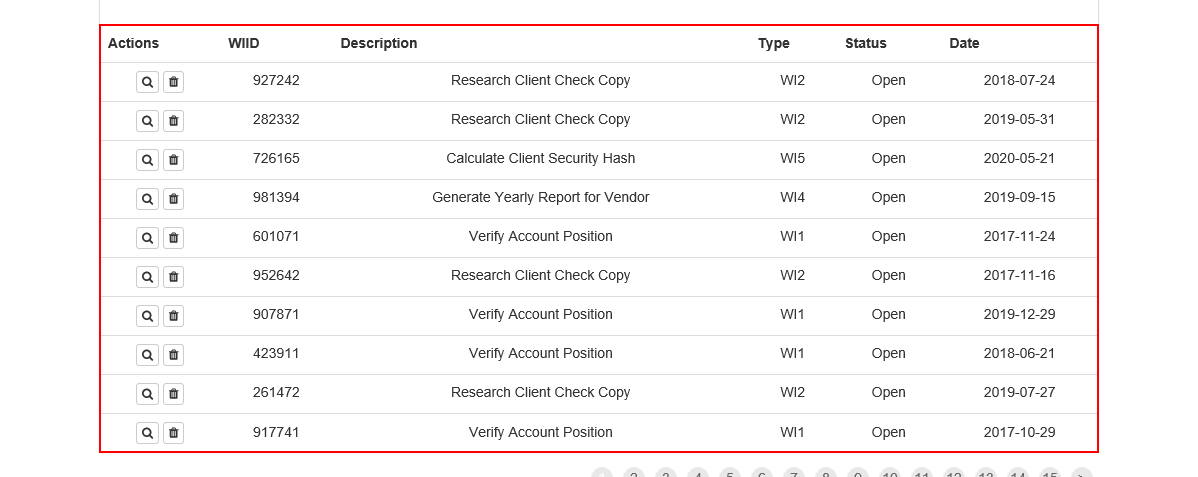 Actions WIID Description Type Status Date
927242 Research Client Check Copy WI2 Open 2018-07-24
282332 Research Client Check Copy WI2 Open 2019-05-31
726165 Calculate Client Security Hash WI5 Open 2020-05-21
981394 Generate Yearly Report for Vendor WI4 Open 2019-09-15
601071 Verify Account Position WI1 Open 2017-11-24
952642 Research Client Check Copy WI2 Open 2017-11-16
907871 Verify Account Position WI1 Open 2019-12-29
423911 Verify Account Position WI1 Open 2018-06-21
261472 Research Client Check Copy WI2 Open 2019-07-27
917741 Verify Account Position WI1 Open 2017-10-29
2 3 4 5 6 7 8 9 10 11 12 13 14 15 >